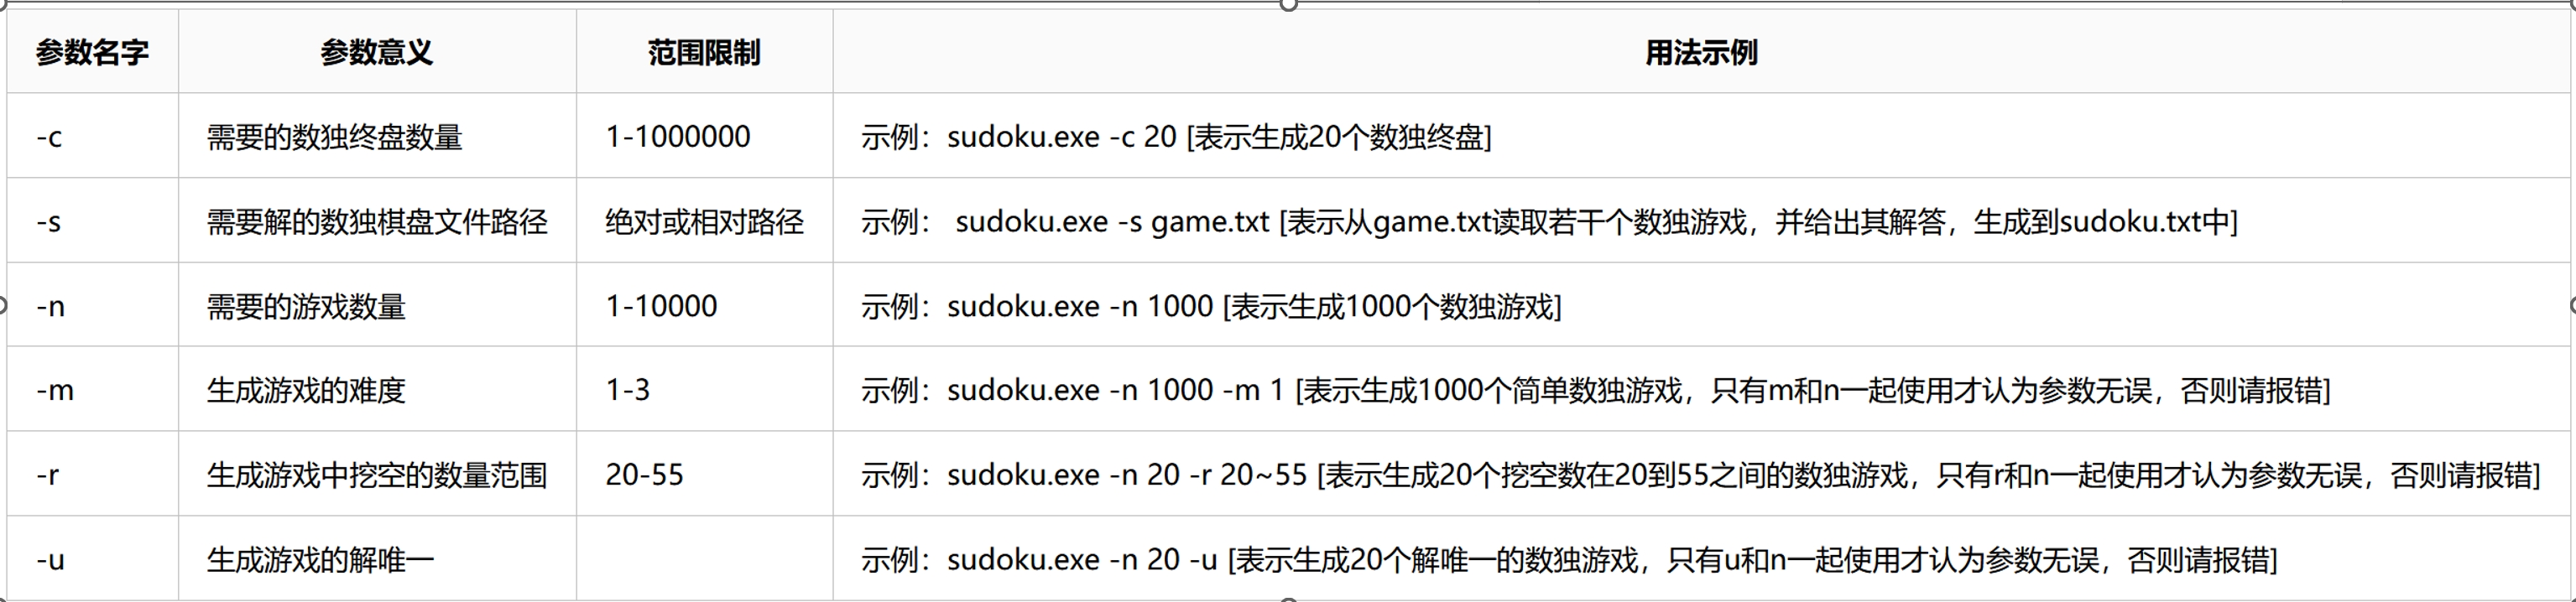 参数名字 参数意义 范围限制 用法示例
-c 需要的数独终盘数量 1-1000000 示例：sudoku.exe -c 20 [表示生成20个数独终盘]
-s 需要解的数独棋盘文件路径 绝对或相对路径 示例： sudoku.exe -s game.txt [表示从game.txt读取若干个数独游戏，并给出其解答，生成到sudoku.txt中]
-n 需要的游戏数量 1-10000 示例：sudoku.exe -n 1000 [表示生成1000个数独游戏]
-m 生成游戏的难度 1-3 示例：sudoku.exe -n 1000 -m 1 [表示生成1000个简单数独游戏，只有m和n一起使用才认为参数无误，否则请报错]
-r 生成游戏中挖空的数量范围 20-55 示例：sudoku.exe -n 20 -r 20~55 [表示生成20个挖空数在20到55之间的数独游戏，只有r和n一起使用才认为参数无误，否则请报错]
-u 生成游戏的解唯一 示例：sudoku.exe -n 20 -u [表示生成20个解唯一的数独游戏，只有u和n一起使用才认为参数无误，否则请报错]